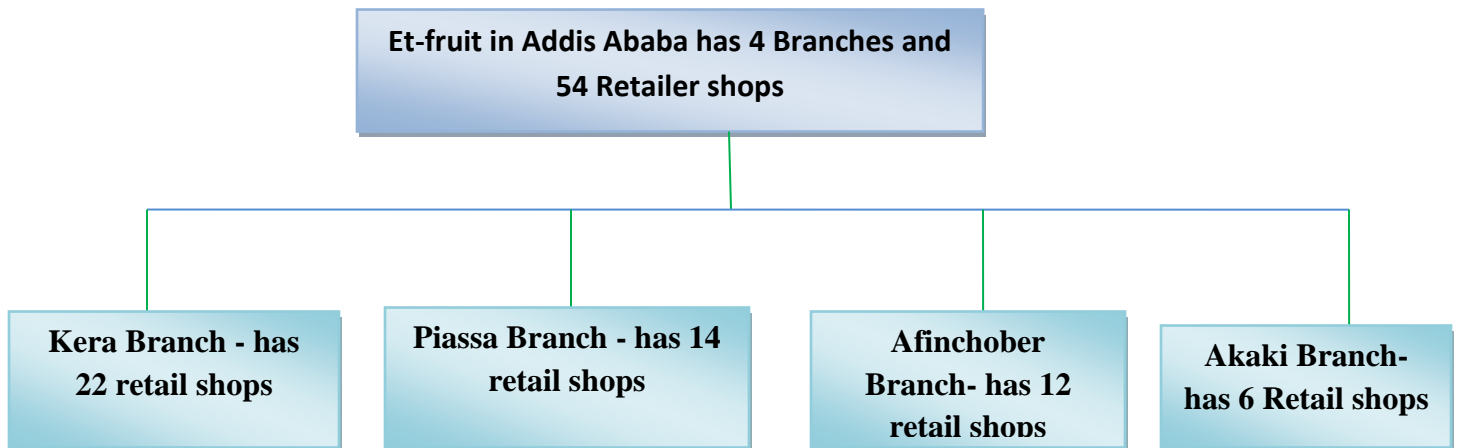 Et-fruit in Addis Ababa has 4 Branches and
54 Retailer shops
Kera Branch - has
22 retail shops
Piassa Branch - has 14
retail shops
Afinchober
Branch- has 12
retail shops
Akaki Branch-
has 6 Retail shops